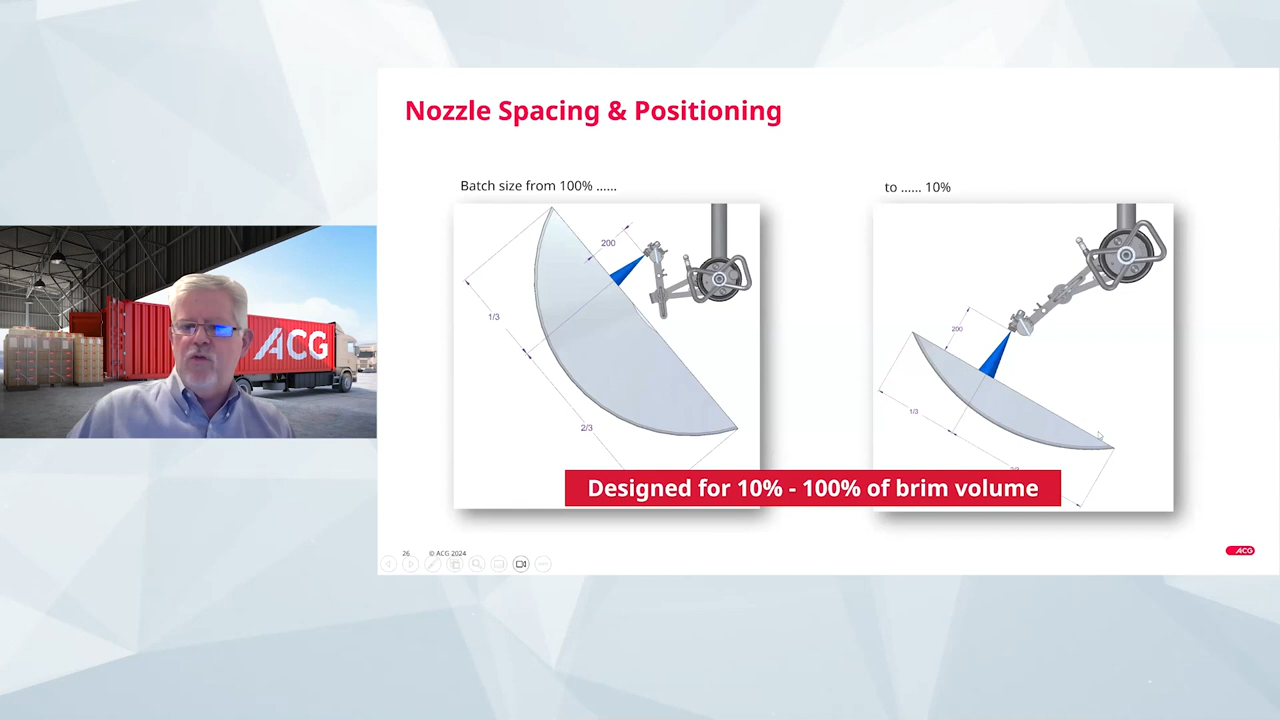 Nozzle Spacing & Positioning
Batch size from 100% ......
to ...... 10%
200
1/3
2/3
200
1/3
Designed for 10% - 100% of brim volume
ACG
26
© ACG 2024
ACG